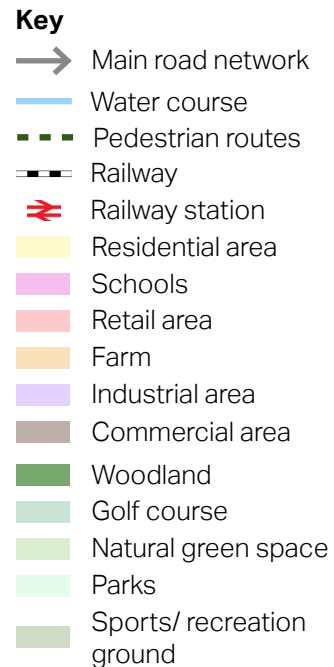 Key
Main road network
Water course
Pedestrian routes
Railway
Railway station
Residential area
Schools
Retail area
Farm
Industrial area
Commercial area
Woodland
Golf course
Natural green space
Parks
Sports/ recreation
ground